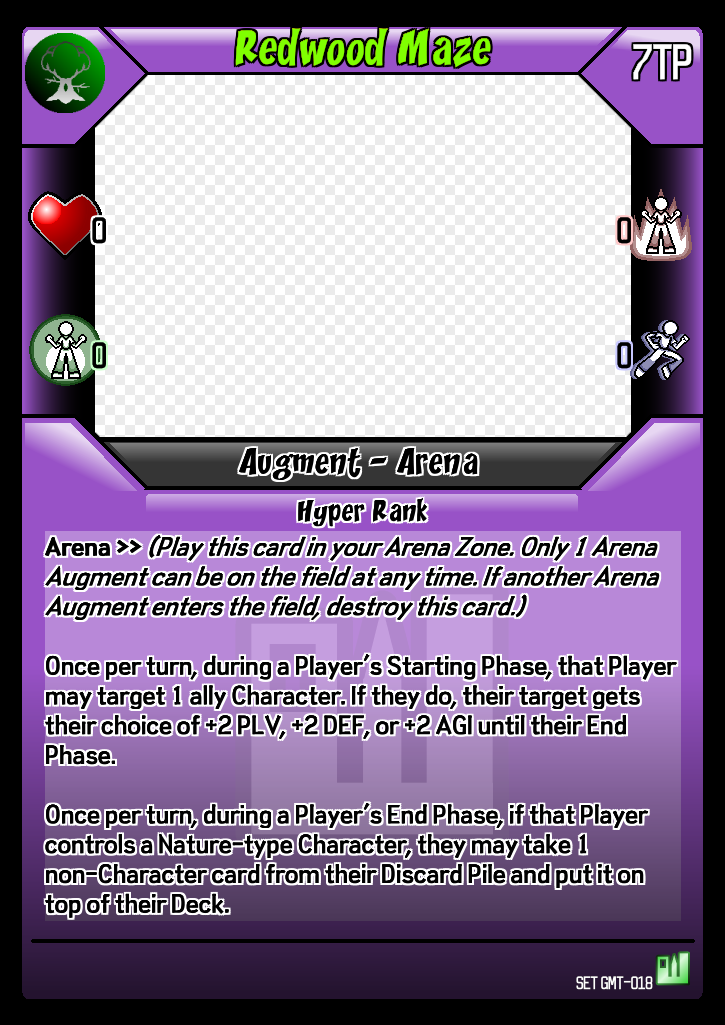 Redwood Maze
7TP
0
0
0
0
Augment - Arena
Hyper Rank
Arena >> (Play this card in your Arena Zone. Only 1 Arena
Augment can be on the field at any time. If another Arena
Augment enters the field, destroy this card.)
Once per turn, during a Player's Starting Phase, that Player
may target 1 ally Character. If they do, their target gets
their choice of +2 PLV, +2 DEF, or +2 AGI until their End
Phase.
Once per turn, during a Player's End Phase, if that Player
controls a Nature-type Character, they may take 1
non-Character card from their Discard Pile and put it on
top of their Deck.
SET GMT-018